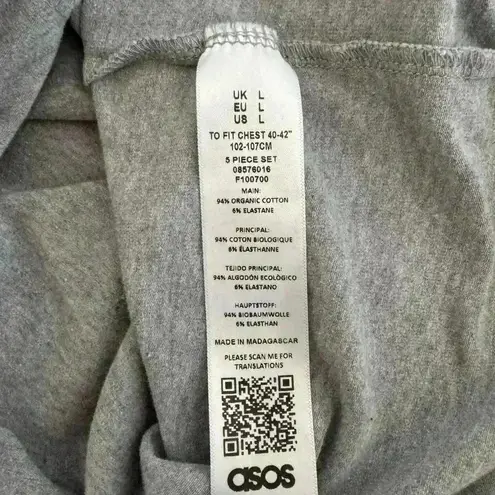 UK L
EU L
US L
TO FIT CHEST 40-42"
102-107CM
5 PIECE SET
08576016
F100700
MAIN:
94% ORGANIC COTTON
6% ELASTANE
PRINCIPAL:
94% COTON BIOLOGIQUE
6% ÉLASTHANNE
TEJIDO PRINCIPAL:
94% ALGODÓN ECOLÓGICO
6% ELASTANO
HAUPTSTOFF:
94% BIOBAUMWOLLE
6% ELASTHAN
MADE IN MADAGASCAR
PLEASE SCAN ME FOR
TRANSLATIONS
asos